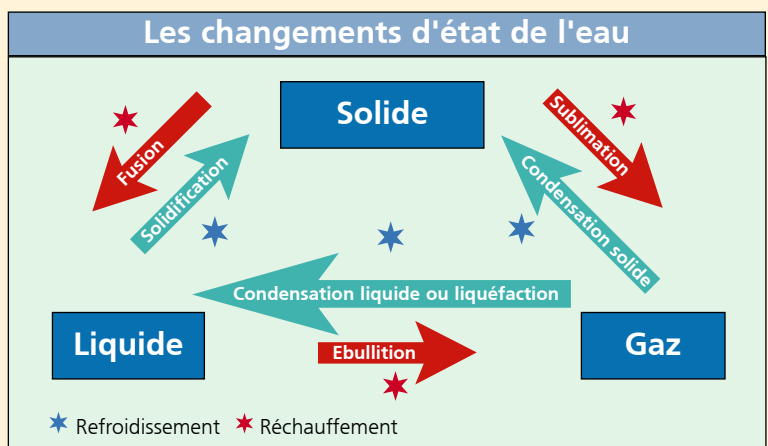 Les changements d'état de l'eau
Solide
Fusion
Solidification
Sublimation
Condensation solide
Condensation liquide ou liquéfaction
Liquide
Ebullition
Gaz
Refroidissement
Réchauffement